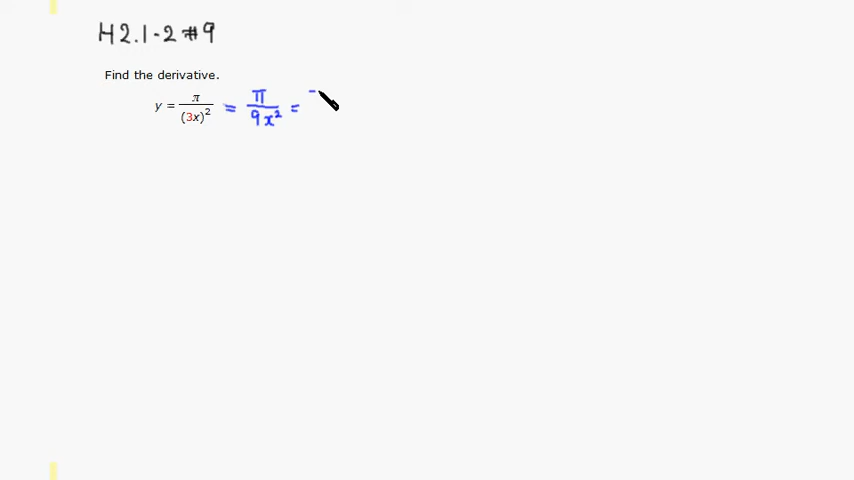 H2.1-2 #9
Find the derivative.
y = π/(3x)² = π/9x² =